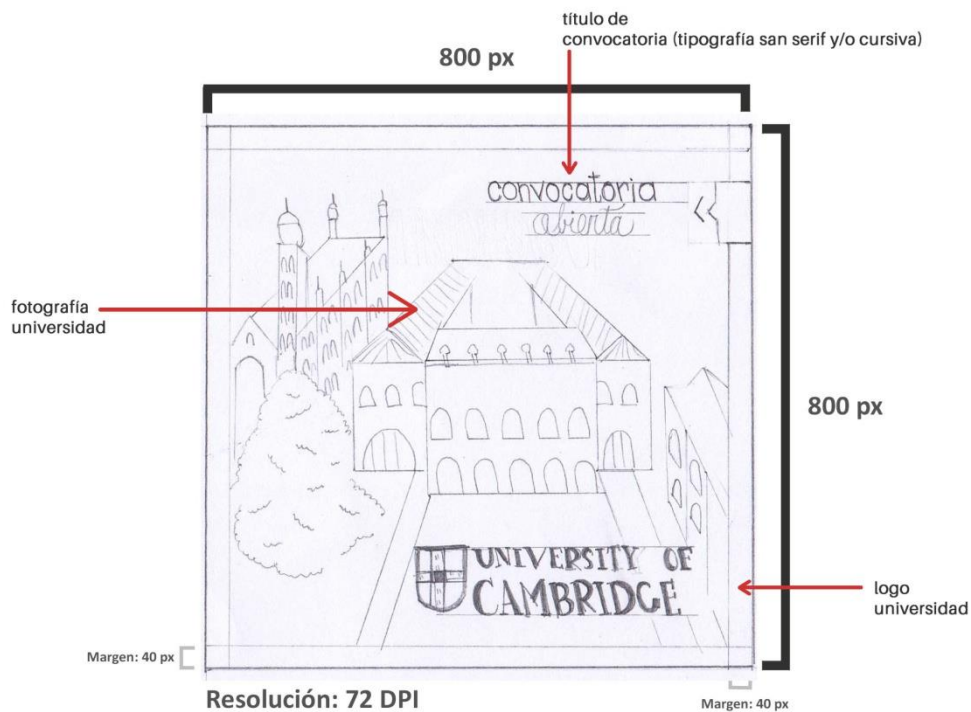 título de
convocatoria (tipografía san serif y/o cursiva)
800 px
convocatoria
abierta
<<
fotografía
universidad
800 px
UNIVERSITY OF
CAMBRIDGE
logo
universidad
Margen: 40 px
Resolución: 72 DPI
Margen: 40 px